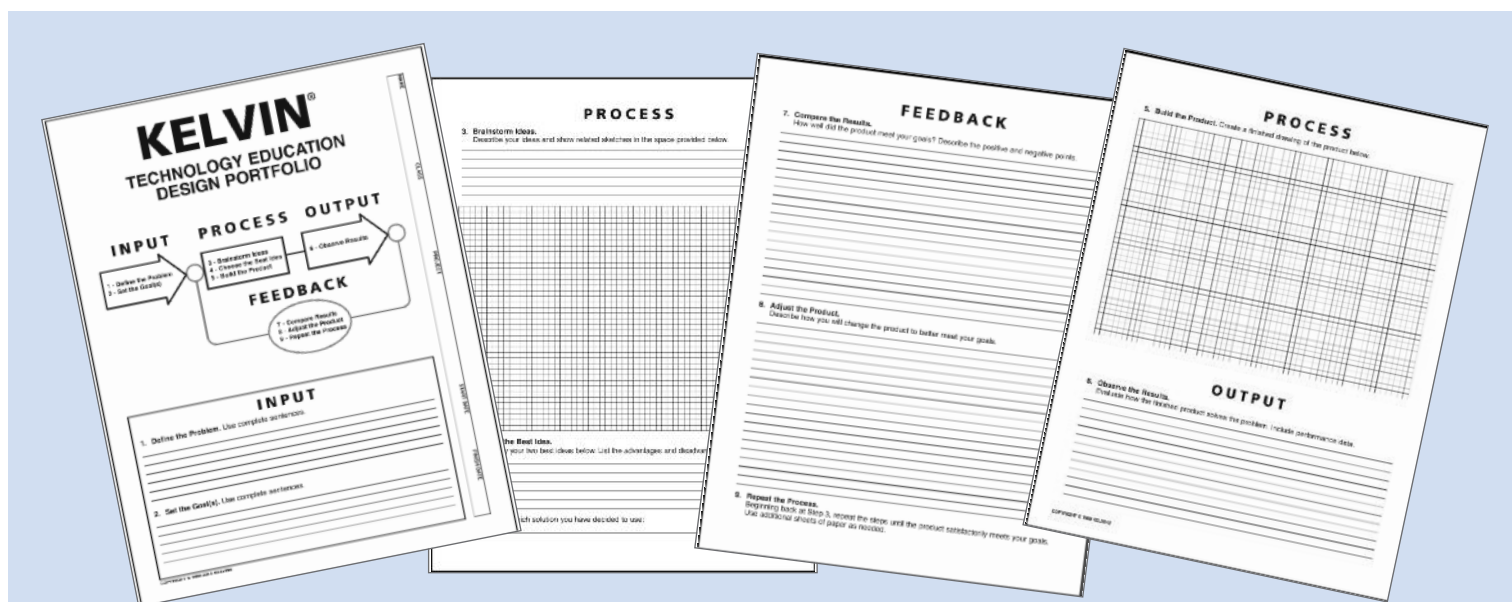 KELVIN®
TECHNOLOGY EDUCATION
DESIGN PORTFOLIO
INPUT
PROCESS
OUTPUT
1 - Define the Problem
2 - Set the Goal(s)
3 - Brainstorm Ideas
4 - Choose the Best Idea
5 - Build the Product
6 - Observe Results
FEEDBACK
7 - Compare Results
8 - Adjust the Product
9 - Repeat the Process
NAME
CLASS
PROJECT
START DATE
FINISH DATE
INPUT
1. Define the Problem. Use complete sentences.
2. Set the Goal(s). Use complete sentences.
PROCESS
3. Brainstorm Ideas.
Describe your ideas and show related sketches in the space provided below.
the Best Idea.
your two best ideas below. List the advantages and disadvan
ich solution you have decided to use:
FEEDBACK
7. Compare the Results.
How well did the product meet your goals? Describe the positive and negative points.
8. Adjust the Product.
Describe how you will change the product to better meet your goals.
9. Repeat the Process.
Beginning back at Step 3, repeat the steps until the product satisfactorily meets your goals.
Use additional sheets of paper as needed.
PROCESS
5. Build the Product. Create a finished drawing of the product below.
OUTPUT
6. Observe the Results.
Evaluate how the finished product solves the problem. Include performance data.